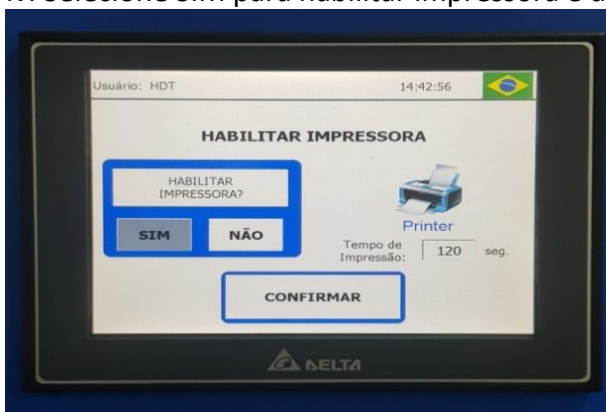 Usuário: HDT
14:42:56
HABILITAR IMPRESSORA
HABILITAR
IMPRESSORA?
SIM
NÃO
Printer
Tempo de
Impressão:
120
seg.
CONFIRMAR
DELTA